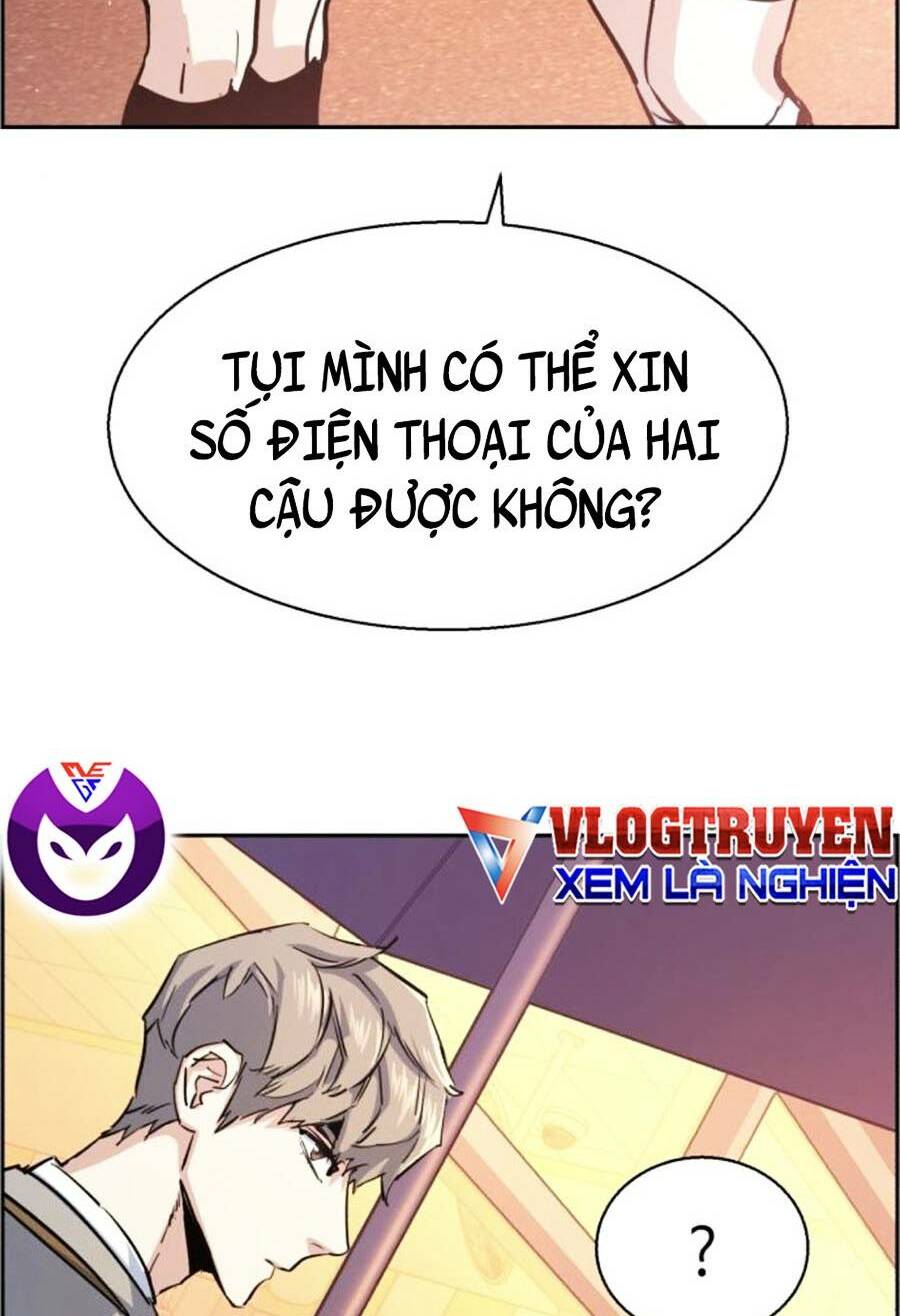 TỤI MÌNH CÓ THỂ XIN
SỐ ĐIỆN THOẠI CỦA HAI
CẬU ĐƯỢC KHÔNG?
VLOGTRUYEN
XEM LÀ NGHIỆN
?